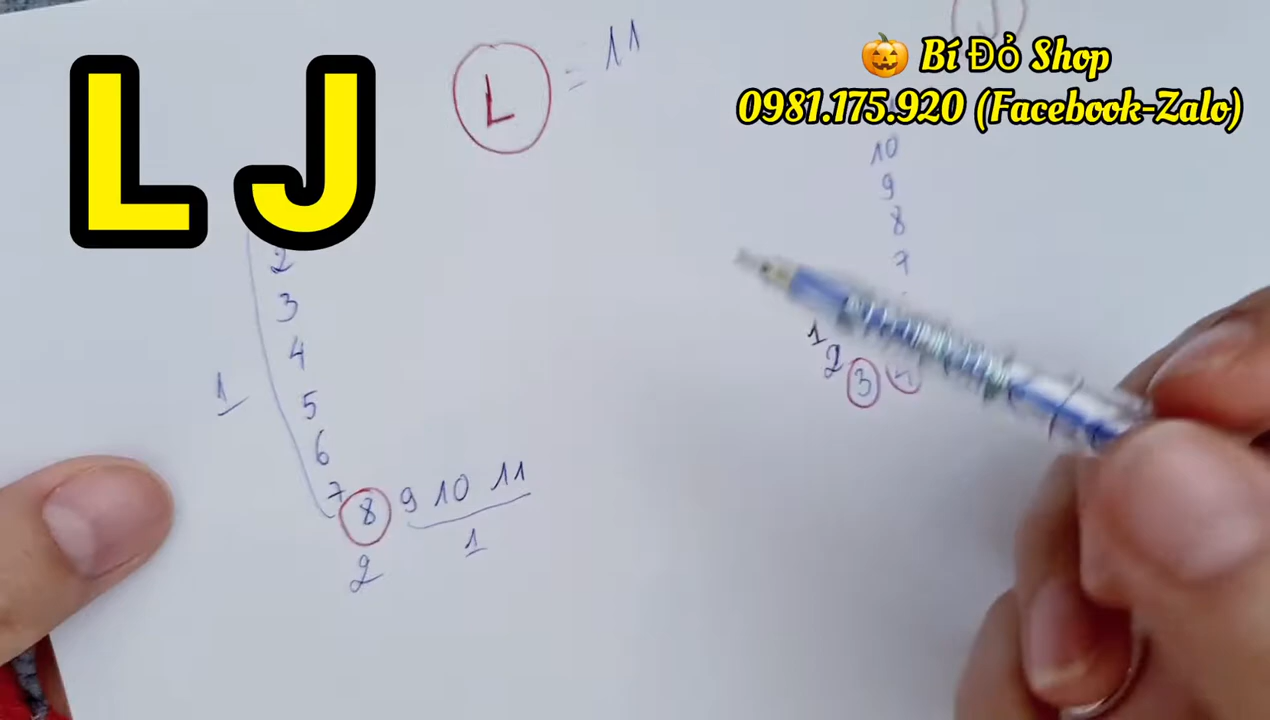 LJ
🎃 Bí Đỏ Shop
0981.175.920 (Facebook-Zalo)
L = 11
J
2
3
4
5
6
7 8 9 10 11
1
1
2
10
9
8
7
1
2
3